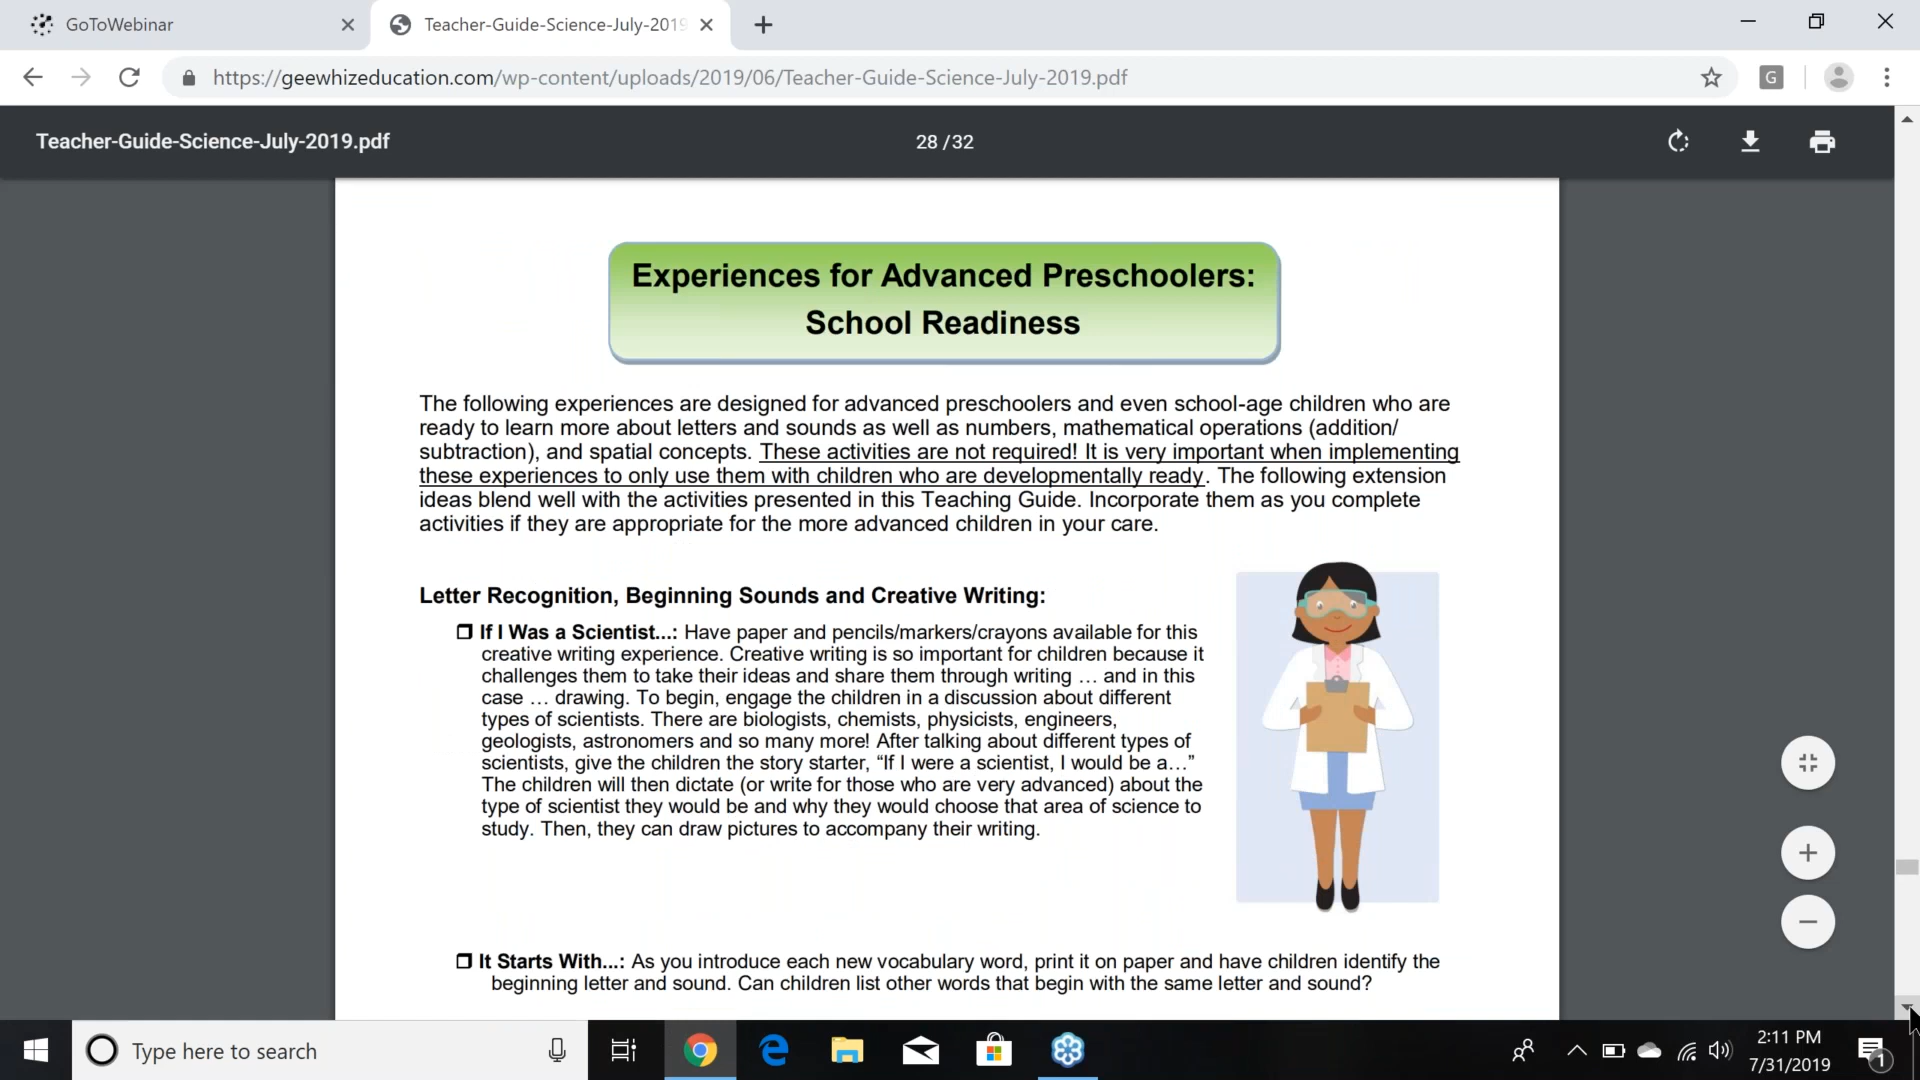 GoToWebinar
Teacher-Guide-Science-July-2019
https://geewhizeducation.com/wp-content/uploads/2019/06/Teacher-Guide-Science-July-2019.pdf
G
Teacher-Guide-Science-July-2019.pdf
28 / 32
Experiences for Advanced Preschoolers:
School Readiness
The following experiences are designed for advanced preschoolers and even school-age children who are
ready to learn more about letters and sounds as well as numbers, mathematical operations (addition/
subtraction), and spatial concepts. These activities are not required! It is very important when implementing
these experiences to only use them with children who are developmentally ready. The following extension
ideas blend well with the activities presented in this Teaching Guide. Incorporate them as you complete
activities if they are appropriate for the more advanced children in your care.
Letter Recognition, Beginning Sounds and Creative Writing:
❒ If I Was a Scientist...: Have paper and pencils/markers/crayons available for this
creative writing experience. Creative writing is so important for children because it
challenges them to take their ideas and share them through writing … and in this
case … drawing. To begin, engage the children in a discussion about different
types of scientists. There are biologists, chemists, physicists, engineers,
geologists, astronomers and so many more! After talking about different types of
scientists, give the children the story starter, “If I were a scientist, I would be a…”
The children will then dictate (or write for those who are very advanced) about the
type of scientist they would be and why they would choose that area of science to
study. Then, they can draw pictures to accompany their writing.
❒ It Starts With...: As you introduce each new vocabulary word, print it on paper and have children identify the
beginning letter and sound. Can children list other words that begin with the same letter and sound?
Type here to search
2:11 PM
7/31/2019
1